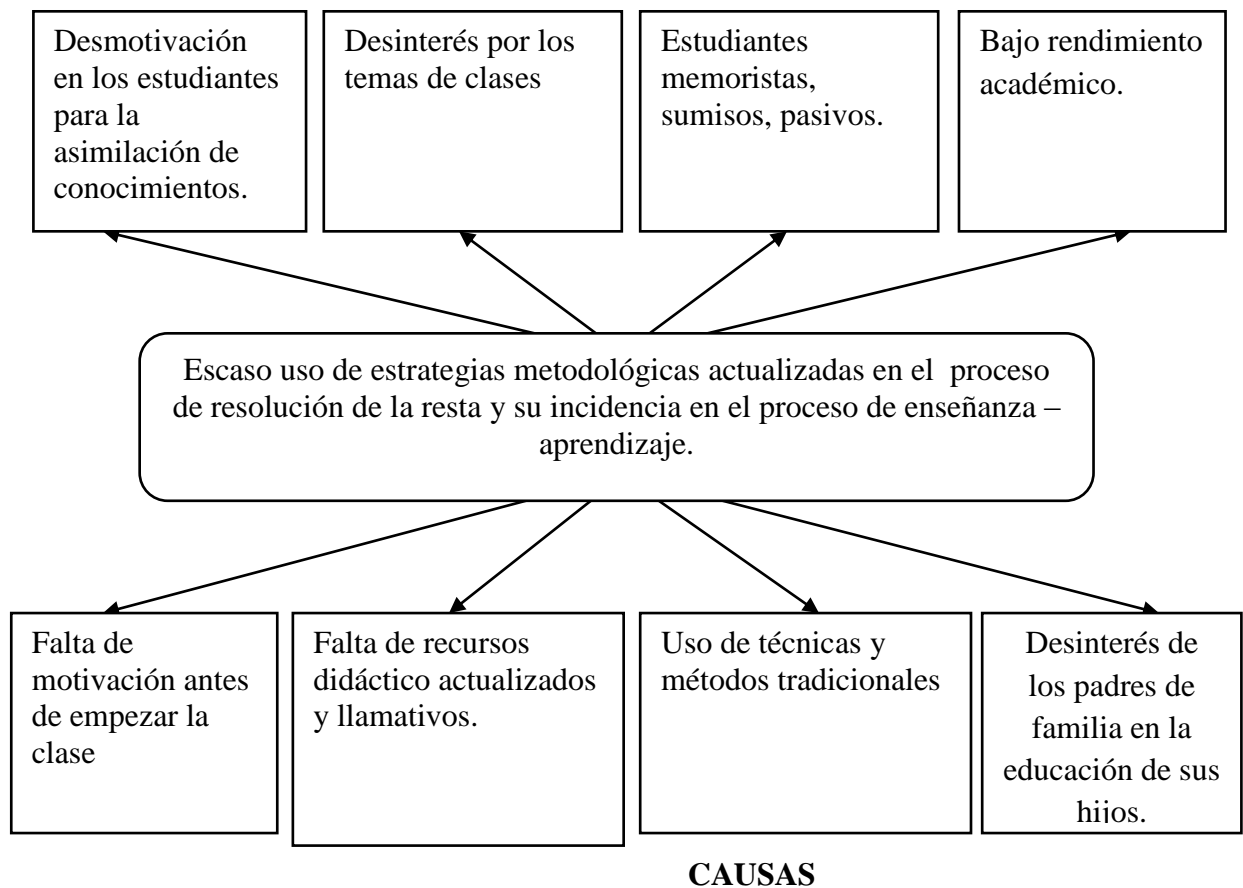 Desmotivación
en los estudiantes
para la
asimilación de
conocimientos.
Desinterés por los
temas de clases
Estudiantes
memoristas,
sumisos, pasivos.
Bajo rendimiento
académico.
Escaso uso de estrategias metodológicas actualizadas en el proceso
de resolución de la resta y su incidencia en el proceso de enseñanza –
aprendizaje.
Falta de
motivación antes
de empezar la
clase
Falta de recursos
didáctico actualizados
y llamativos.
Uso de técnicas y
métodos tradicionales
Desinterés de
los padres de
familia en la
educación de sus
hijos.
CAUSAS